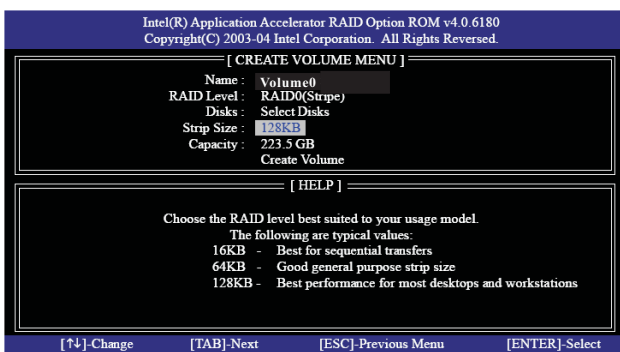 Intel(R) Application Accelerator RAID Option ROM v4.0.6180
Copyright(C) 2003-04 Intel Corporation. All Rights Reversed.
[ CREATE VOLUME MENU ]
Name : Volume0
RAID Level : RAID0(Stripe)
Disks : Select Disks
Strip Size : 128KB
Capacity : 223.5 GB
Create Volume
[ HELP ]
Choose the RAID level best suited to your usage model.
The following are typical values:
16KB - Best for sequential transfers
64KB - Good general purpose strip size
128KB - Best performance for most desktops and workstations
[↑↓]-Change [TAB]-Next [ESC]-Previous Menu [ENTER]-Select